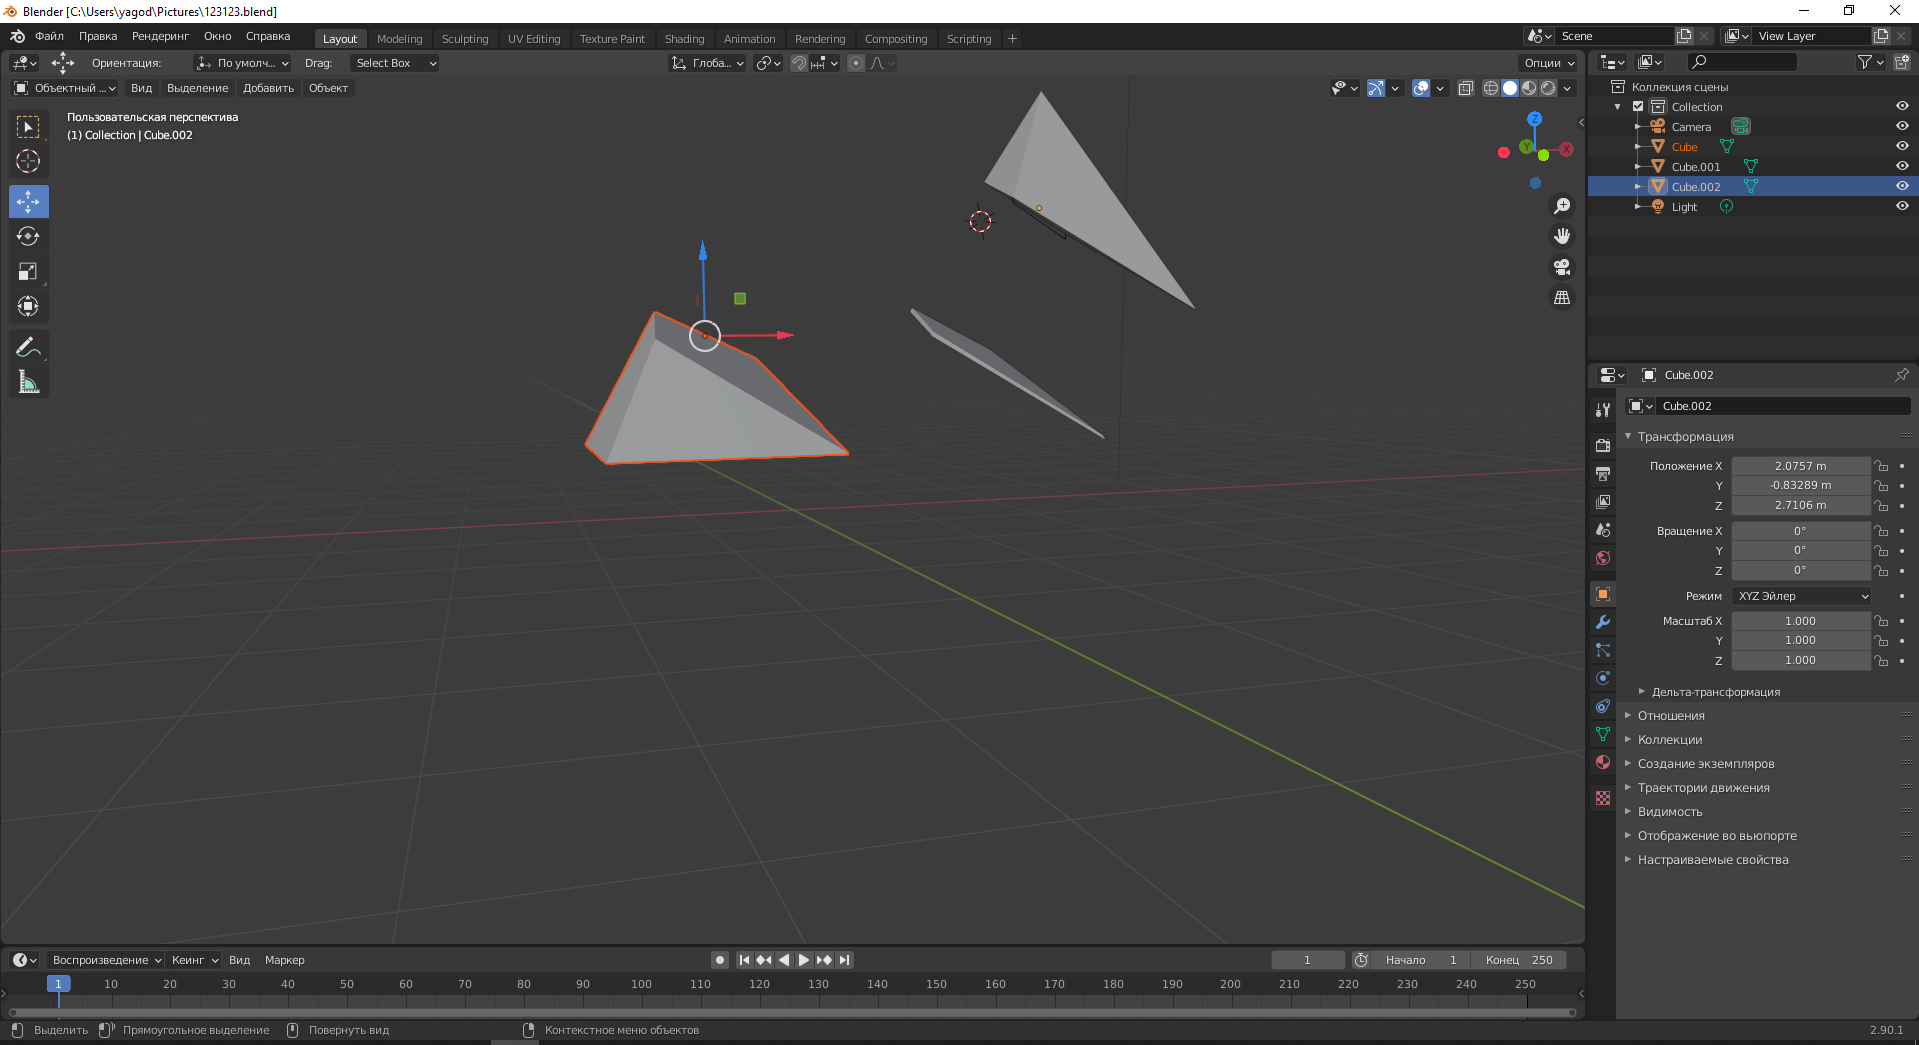 Blender [C:\Users\yagod\Pictures\123123.blend]
Файл Правка Рендеринг Окно Справка Layout Modeling Sculpting UV Editing Texture Paint Shading Animation Rendering Compositing Scripting + Scene View Layer
Ориентация: По умолч... Drag: Select Box Глоба... Опции
Объектный ... Вид Выделение Добавить Объект
Пользовательская перспектива
(1) Collection | Cube.002
Z
Y
X
Коллекция сцены
Collection
Camera
Cube
Cube.001
Cube.002
Light
Cube.002
Cube.002
Трансформация
Положение X 2.0757 m
Y -0.83289 m
Z 2.7106 m
Вращение X 0°
Y 0°
Z 0°
Режим XYZ Эйлер
Масштаб X 1.000
Y 1.000
Z 1.000
Дельта-трансформация
Отношения
Коллекции
Создание экземпляров
Траектории движения
Видимость
Отображение во вьюпорте
Настраиваемые свойства
Воспроизведение Кеинг Вид Маркер 1 Начало 1 Конец 250
1 10 20 30 40 50 60 70 80 90 100 110 120 130 140 150 160 170 180 190 200 210 220 230 240 250
Выделить Прямоугольное выделение Повернуть вид Контекстное меню объектов 2.90.1